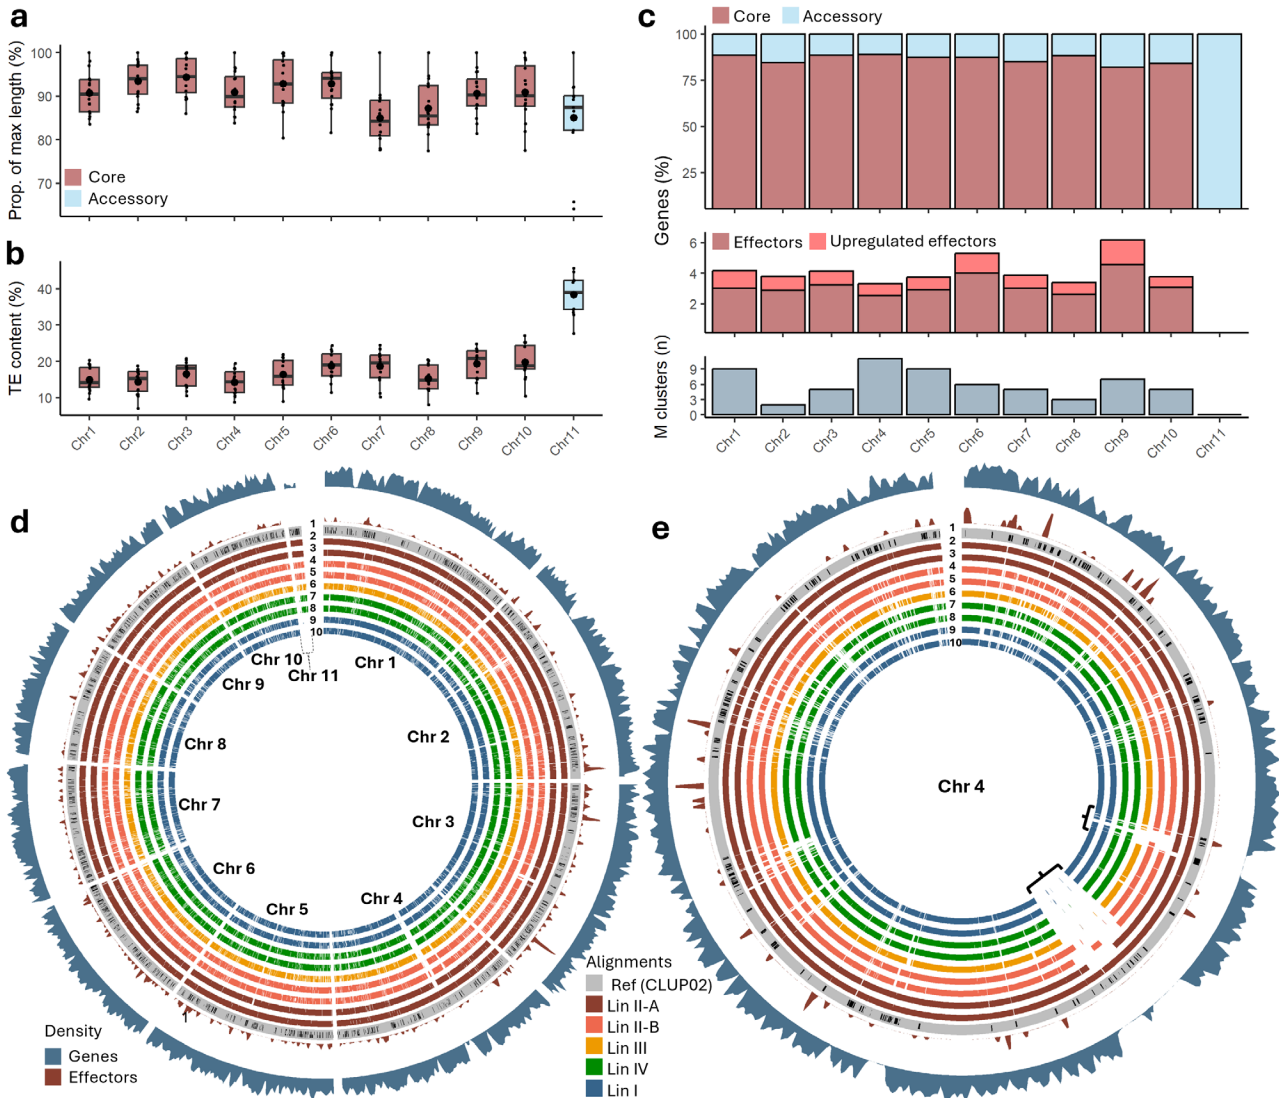 a
Prop. of max length (%)
100
90
80
70
Core
Accessory
b
TE content (%)
40
30
20
10
Chr1
Chr2
Chr3
Chr4
Chr5
Chr6
Chr7
Chr8
Chr9
Chr10
Chr11
c
Core
Accessory
Genes (%)
100
75
50
25
Effectors
Upregulated effectors
6
4
2
M clusters (n)
9
6
3
0
Chr1
Chr2
Chr3
Chr4
Chr5
Chr6
Chr7
Chr8
Chr9
Chr10
Chr11
d
1
2
3
4
5
6
7
8
9
10
Chr 1
Chr 2
Chr 3
Chr 4
Chr 5
Chr 6
Chr 7
Chr 8
Chr 9
Chr 10
Chr 11
Density
Genes
Effectors
Alignments
Ref (CLUP02)
Lin II-A
Lin II-B
Lin III
Lin IV
Lin I
e
1
2
3
4
5
6
7
8
9
10
Chr 4